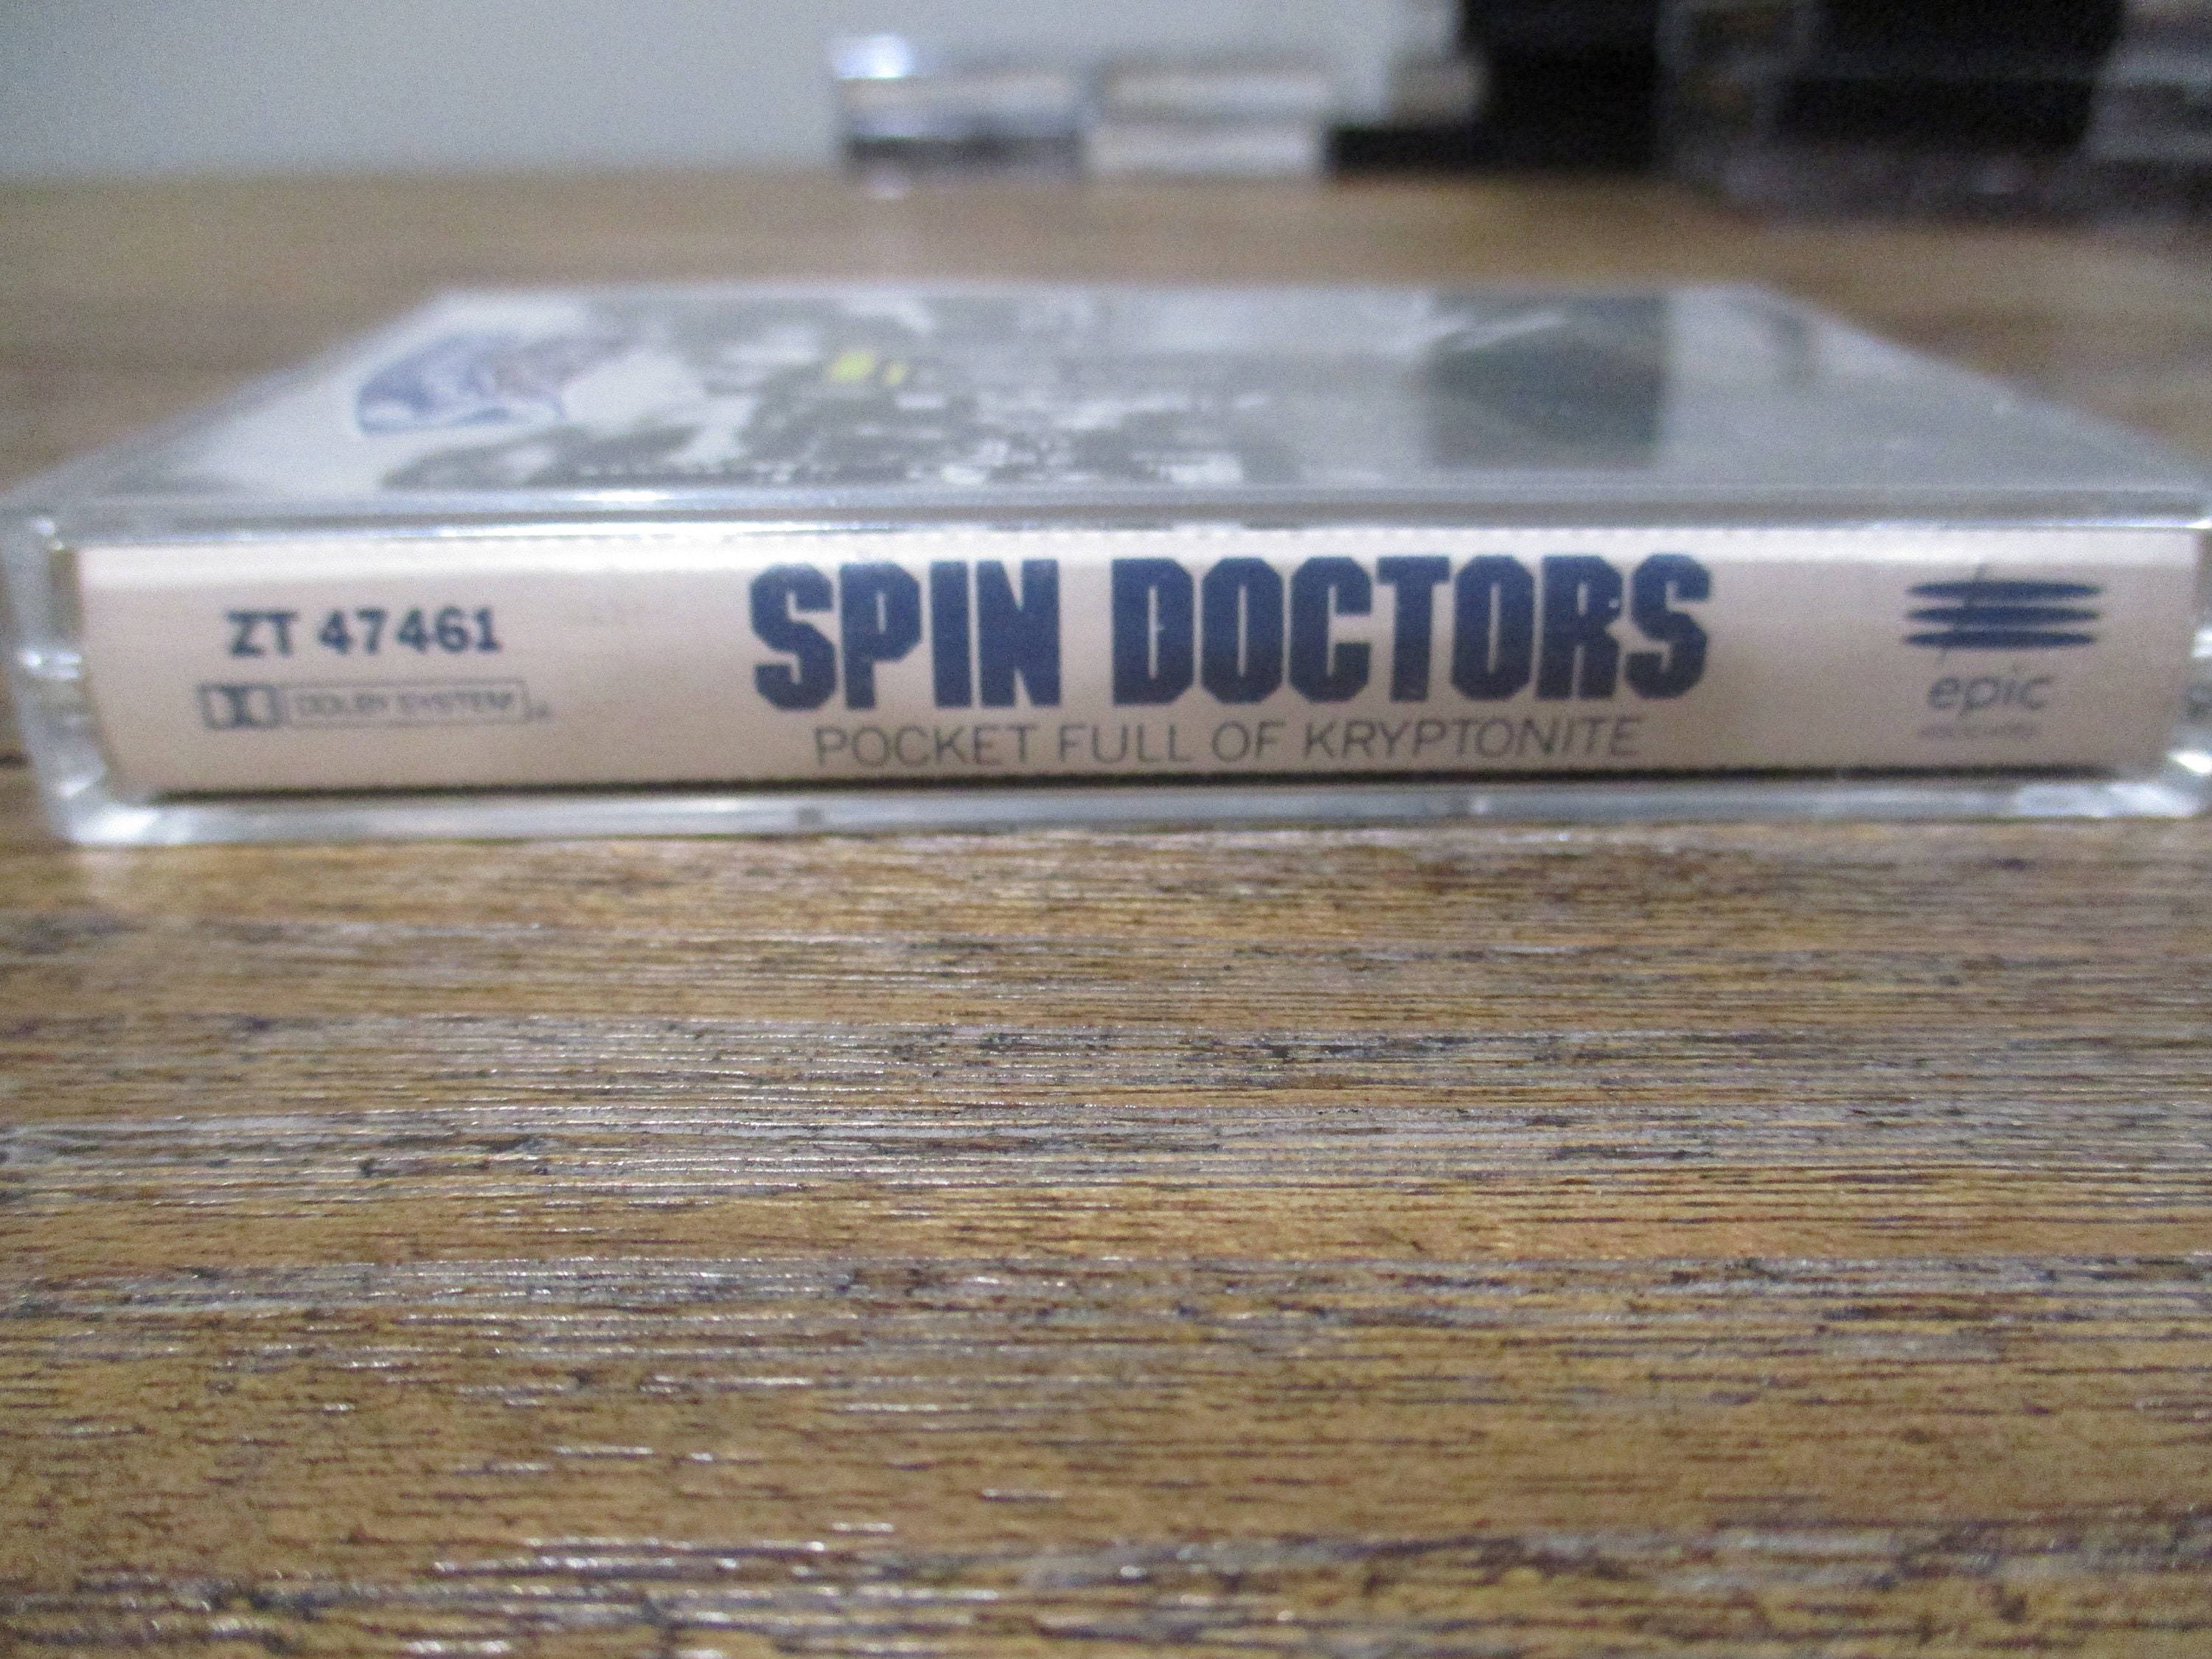 ZT 47461
DOLBY SYSTEM
SPIN DOCTORS
POCKET FULL OF KRYPTONITE
epic